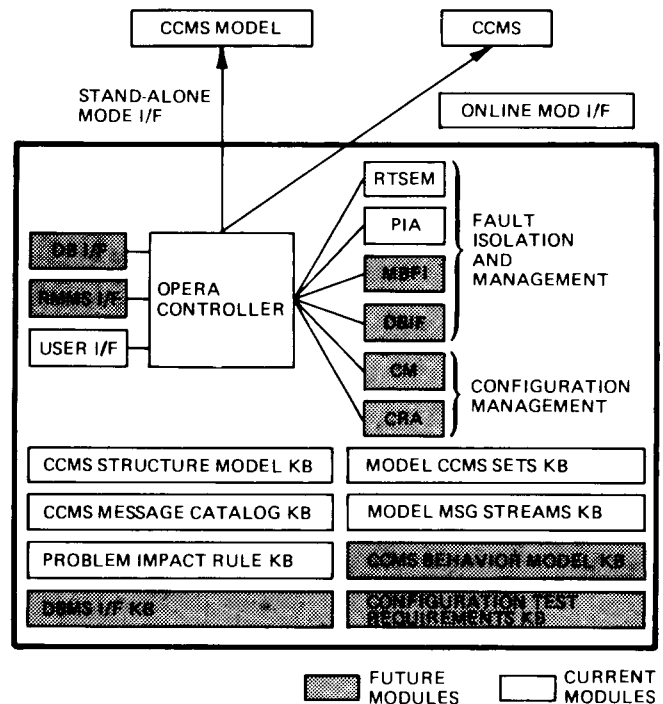 CCMS MODEL
CCMS
STAND-ALONE
MODE I/F
ONLINE MOD I/F
RTSEM
PIA
MBFI
DBIF
FAULT
ISOLATION
AND
MANAGEMENT
DB I/F
RMMS I/F
USER I/F
OPERA
CONTROLLER
CM
CRA
CONFIGURATION
MANAGEMENT
CCMS STRUCTURE MODEL KB
MODEL CCMS SETS KB
CCMS MESSAGE CATALOG KB
MODEL MSG STREAMS KB
PROBLEM IMPACT RULE KB
CCMS BEHAVIOR MODEL KB
DBMS I/F KB
CONFIGURATION TEST
REQUIREMENTS KB
FUTURE
MODULES
CURRENT
MODULES